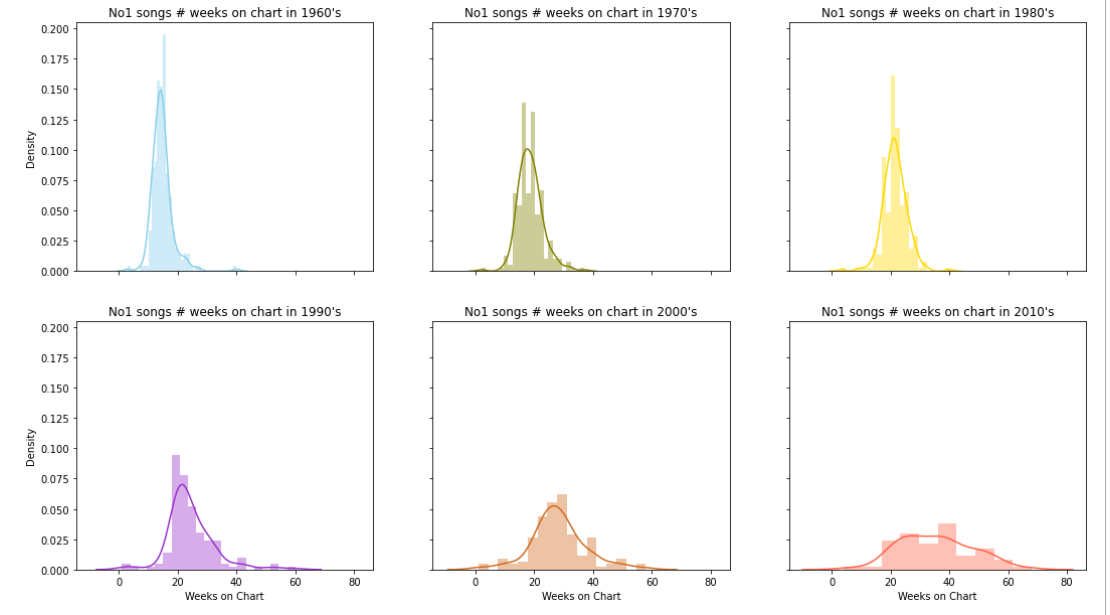 No1 songs # weeks on chart in 1960's
No1 songs # weeks on chart in 1970's
No1 songs # weeks on chart in 1980's
0.200
0.175
0.150
0.125
0.100
0.075
0.050
0.025
0.000
Density
No1 songs # weeks on chart in 1990's
No1 songs # weeks on chart in 2000's
No1 songs # weeks on chart in 2010's
0.200
0.175
0.150
0.125
0.100
0.075
0.050
0.025
0.000
Density
0 20 40 60 80
0 20 40 60 80
0 20 40 60 80
Weeks on Chart
Weeks on Chart
Weeks on Chart